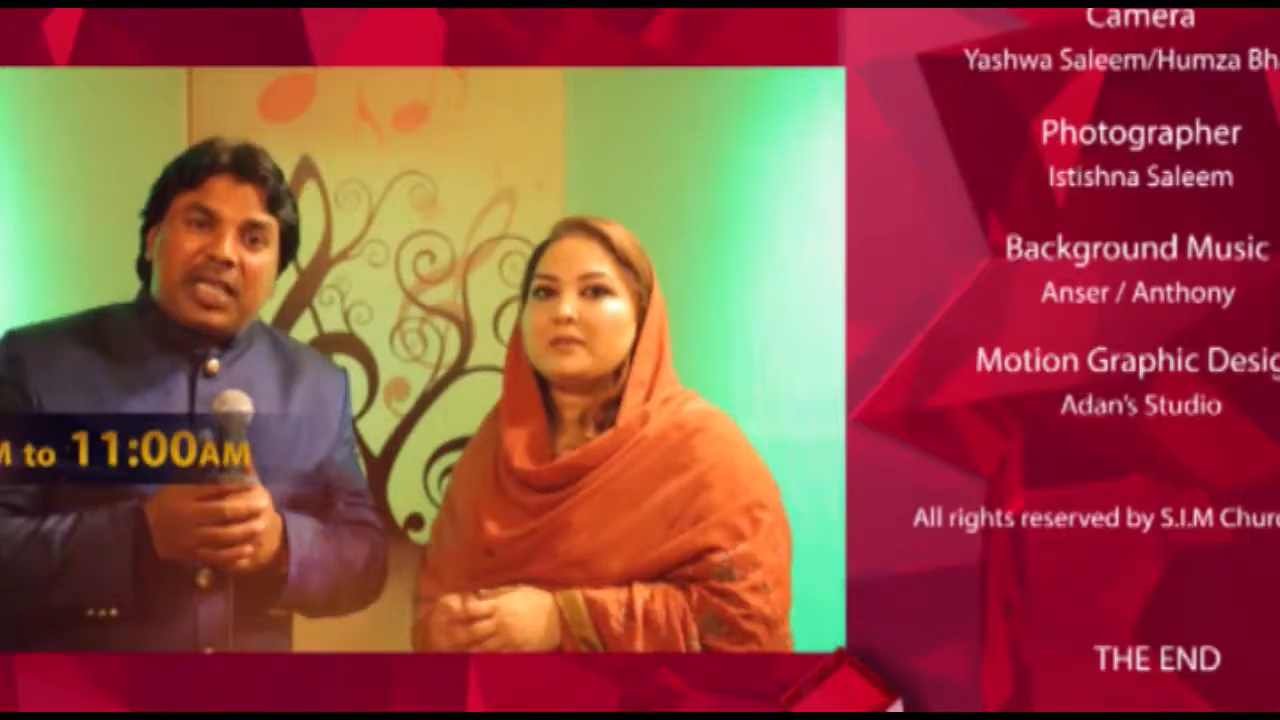 M to 11:00AM
Camera
Yashwa Saleem/Humza Bh
Photographer
Istishna Saleem
Background Music
Anser / Anthony
Motion Graphic Desig
Adan's Studio
All rights reserved by S.I.M Churc
THE END